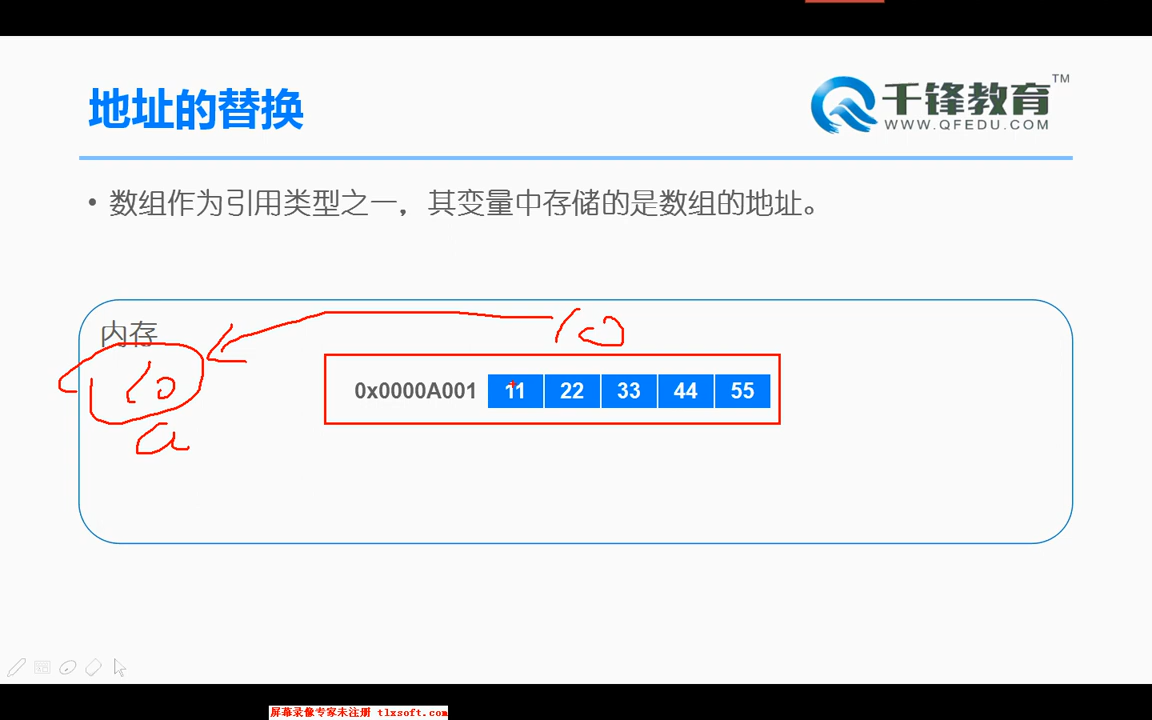 地址的替换
千锋教育™
WWW.QFEDU.COM
• 数组作为引用类型之一，其变量中存储的是数组的地址。
内存
10
0x0000A001 11 22 33 44 55
10
a
屏幕录像专家未注册 tlxsoft.com